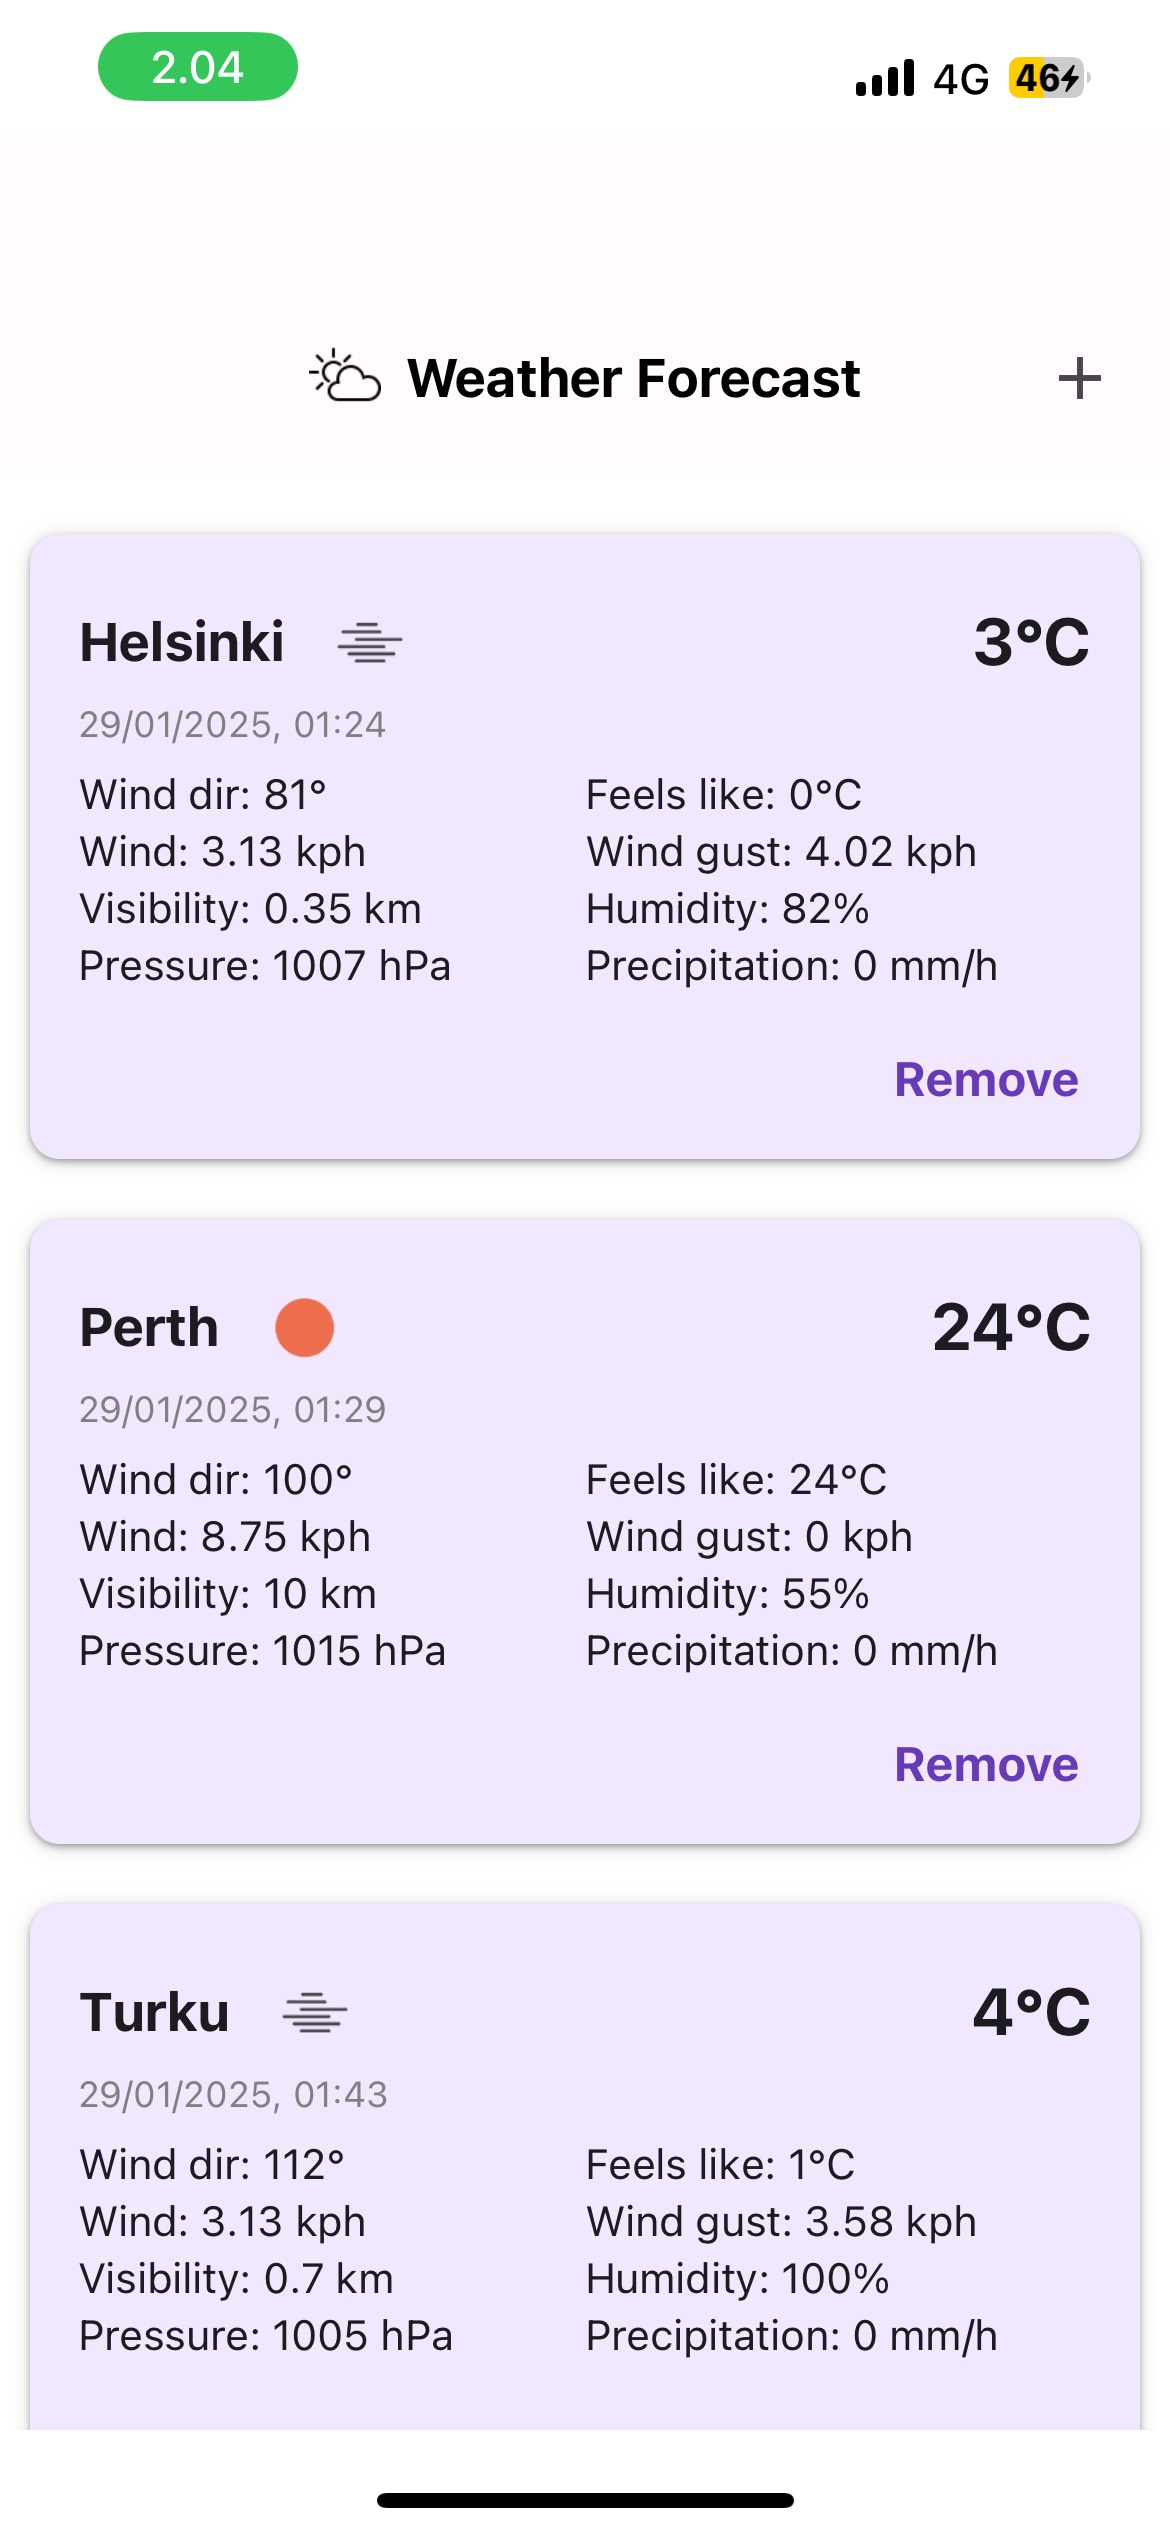 2.04 4G 46
Weather Forecast +
Helsinki 3°C
29/01/2025, 01:24
Wind dir: 81° Feels like: 0°C
Wind: 3.13 kph Wind gust: 4.02 kph
Visibility: 0.35 km Humidity: 82%
Pressure: 1007 hPa Precipitation: 0 mm/h
Remove
Perth 24°C
29/01/2025, 01:29
Wind dir: 100° Feels like: 24°C
Wind: 8.75 kph Wind gust: 0 kph
Visibility: 10 km Humidity: 55%
Pressure: 1015 hPa Precipitation: 0 mm/h
Remove
Turku 4°C
29/01/2025, 01:43
Wind dir: 112° Feels like: 1°C
Wind: 3.13 kph Wind gust: 3.58 kph
Visibility: 0.7 km Humidity: 100%
Pressure: 1005 hPa Precipitation: 0 mm/h